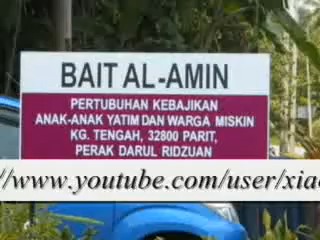 BAIT AL-AMIN
PERTUBUHAN KEBAJIKAN
ANAK-ANAK YATIM DAN WARGA MISKIN
KG. TENGAH, 32800 PARIT,
PERAK DARUL RIDZUAN
//www.youtube.com/user/xia